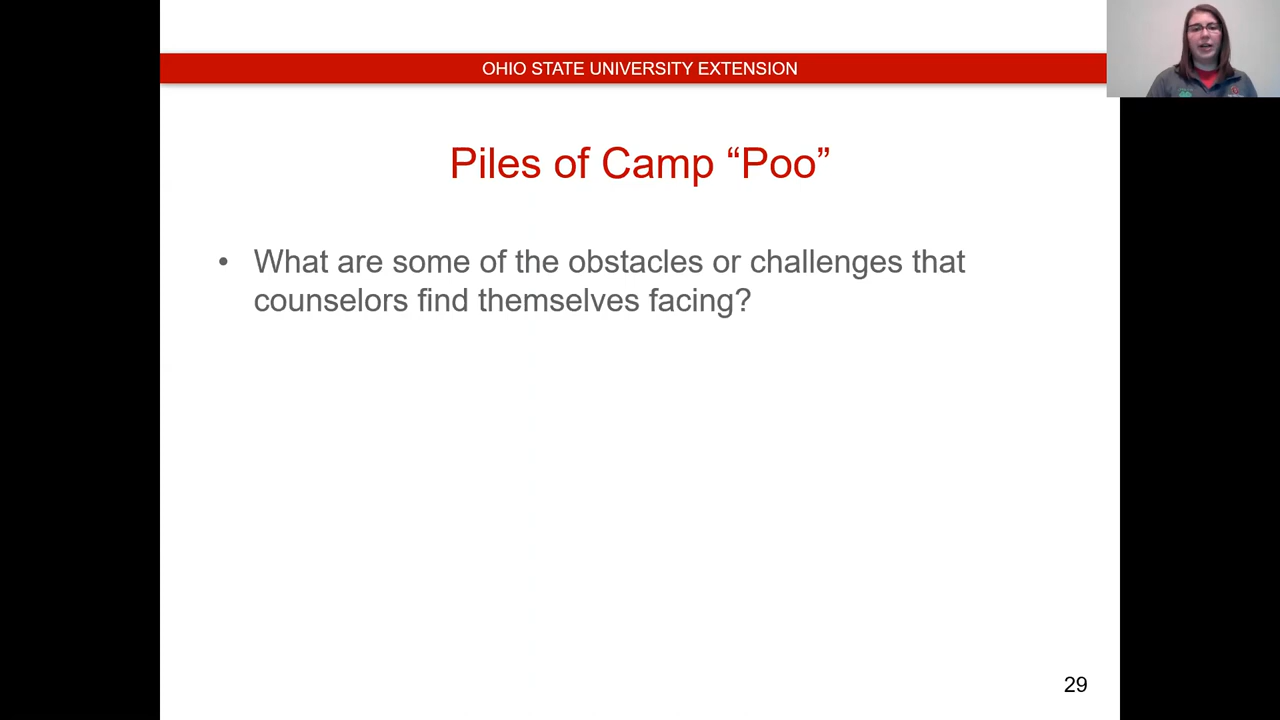 OHIO STATE UNIVERSITY EXTENSION
Piles of Camp “Poo”
• What are some of the obstacles or challenges that
counselors find themselves facing?
29